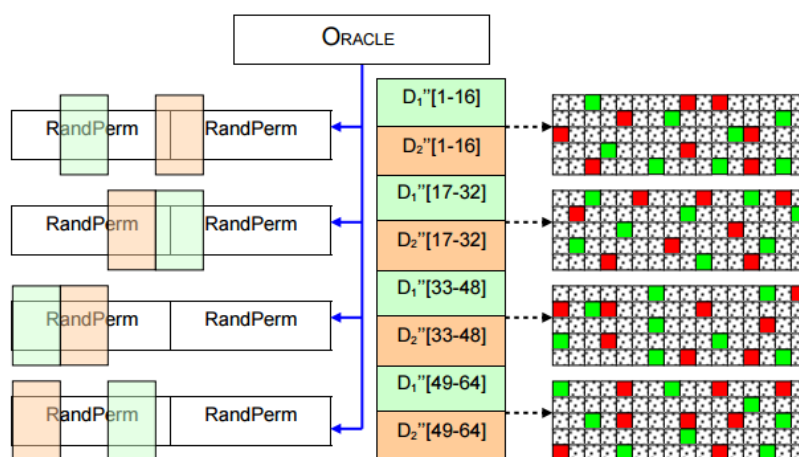 ORACLE
RandPerm RandPerm
RandPerm RandPerm
RandPerm RandPerm
RandPerm RandPerm
D₁”[1-16]
D₂”[1-16]
D₁”[17-32]
D₂”[17-32]
D₁”[33-48]
D₂”[33-48]
D₁”[49-64]
D₂”[49-64]